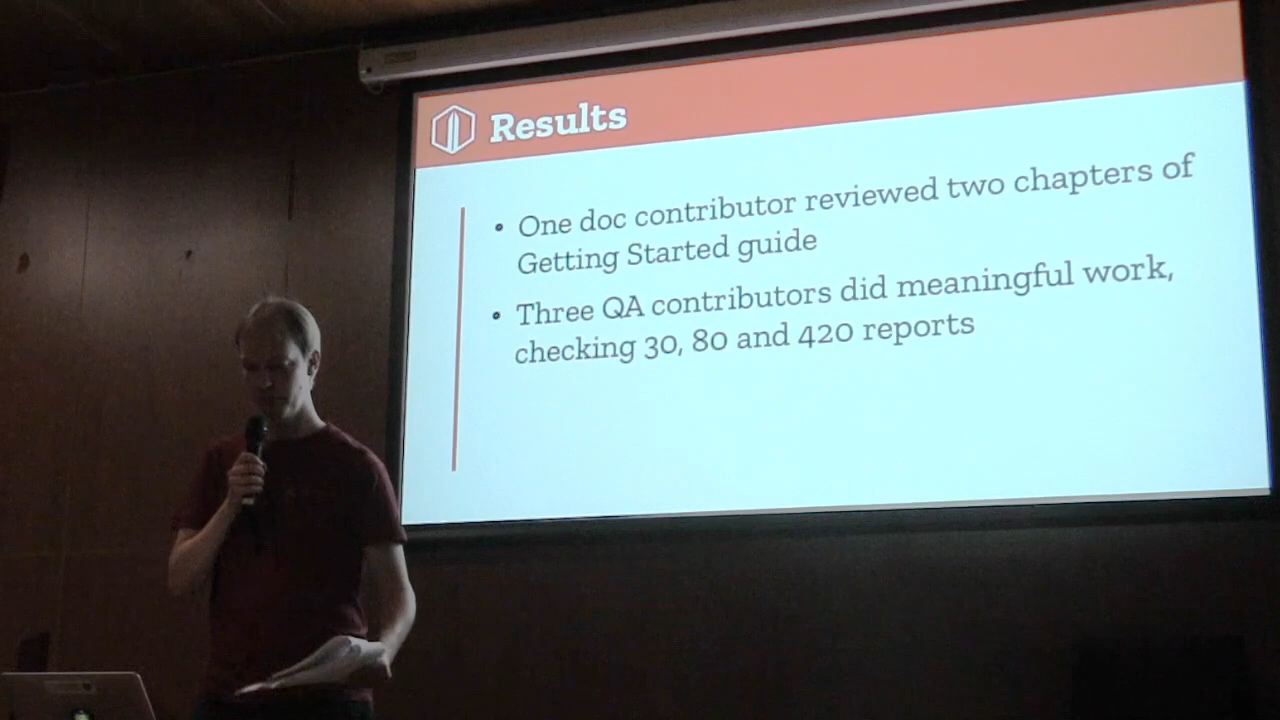 Results
• One doc contributor reviewed two chapters of
Getting Started guide
• Three QA contributors did meaningful work,
checking 30, 80 and 420 reports